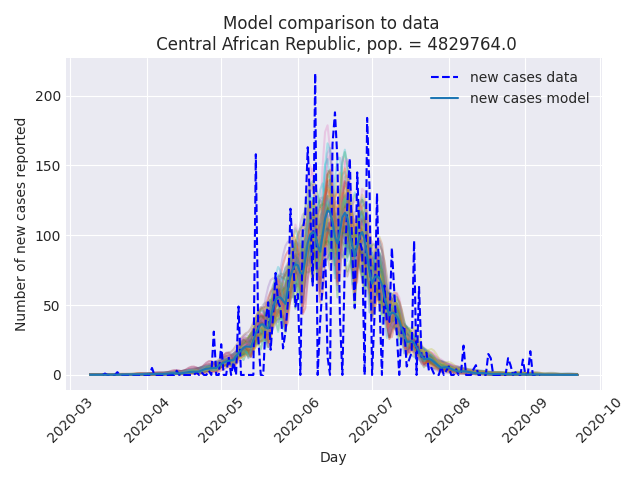 Model comparison to data
Central African Republic, pop. = 4829764.0
new cases data
new cases model
Number of new cases reported
200
150
100
50
0
2020-03
2020-04
2020-05
2020-06
2020-07
2020-08
2020-09
2020-10
Day